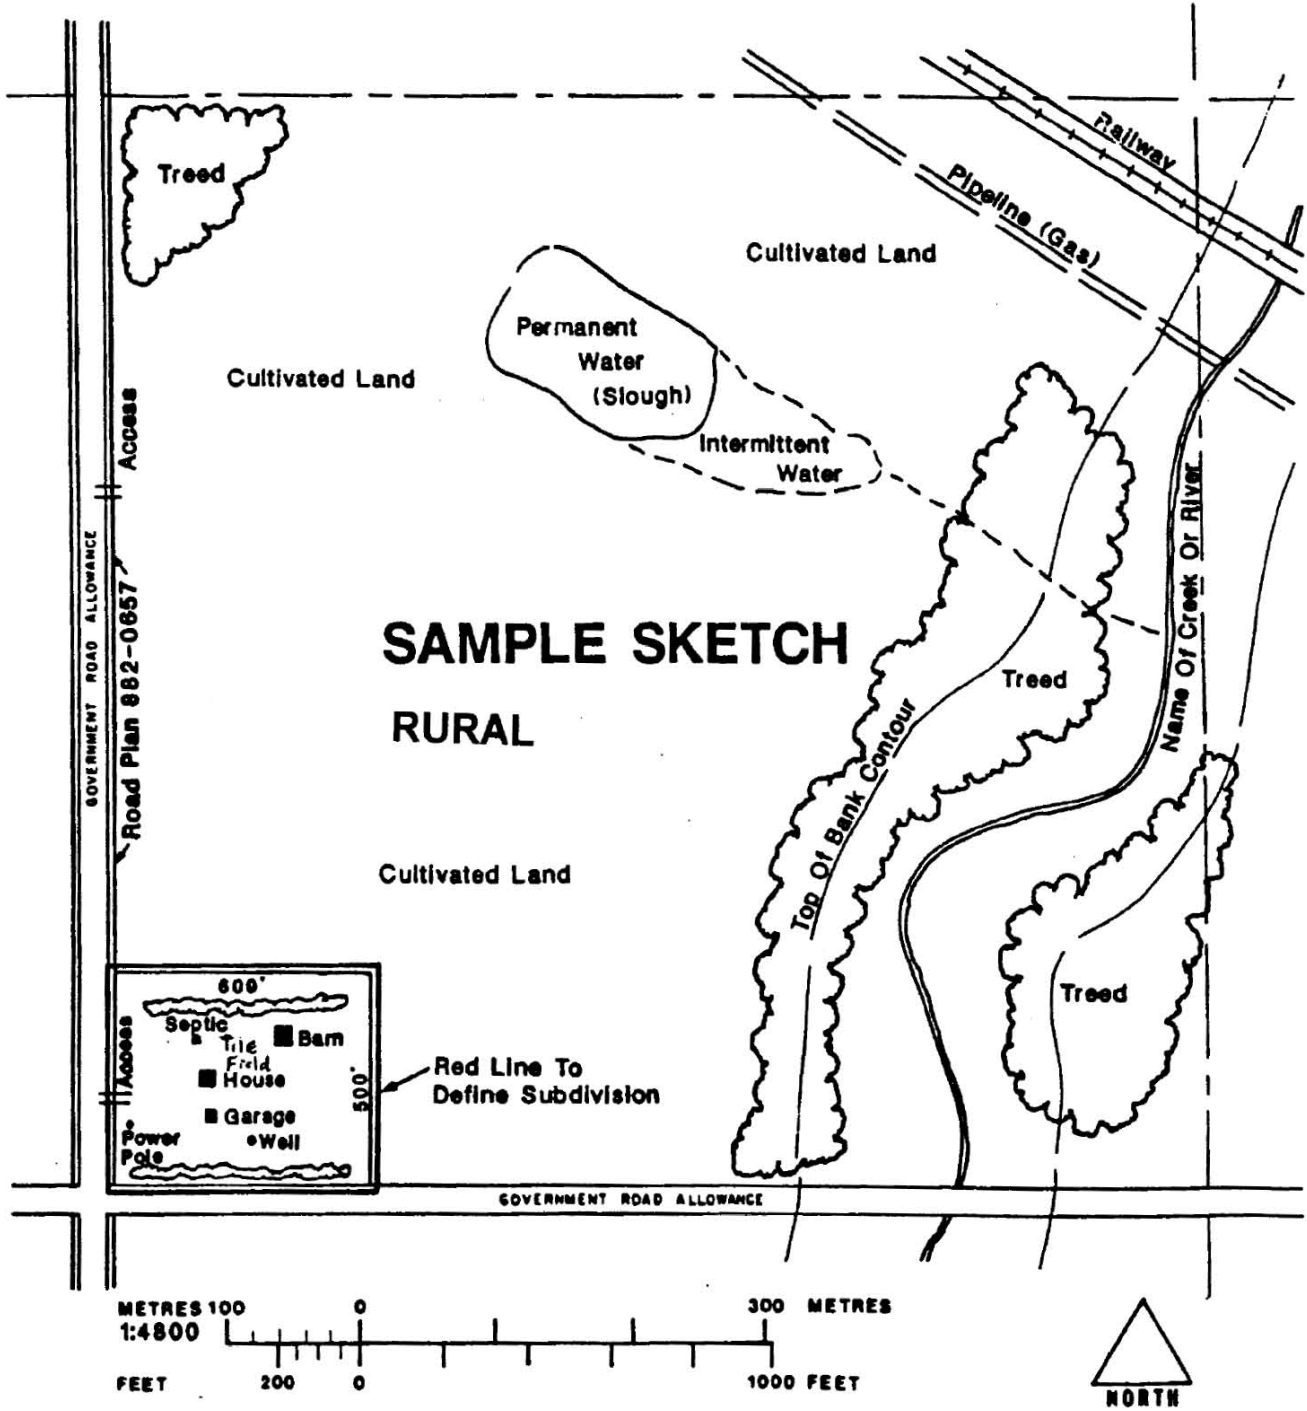 Railway
Treed
Pipeline (Gas)
Cultivated Land
Permanent
Water
(Slough)
Cultivated Land
Access
Intermittent
Water
Name Of Creek Or River
GOVERNMENT ROAD ALLOWANCE
Road Plan 882-0657
SAMPLE SKETCH
RURAL
Treed
Top Of Bank Contour
Cultivated Land
609'
Septic
Tile
Field
Barn
Treed
Access
House
500'
Red Line To
Define Subdivision
Garage
Well
Power
Pole
GOVERNMENT ROAD ALLOWANCE
METRES 100 0 300 METRES
1:4800
FEET 200 0 1000 FEET
NORTH